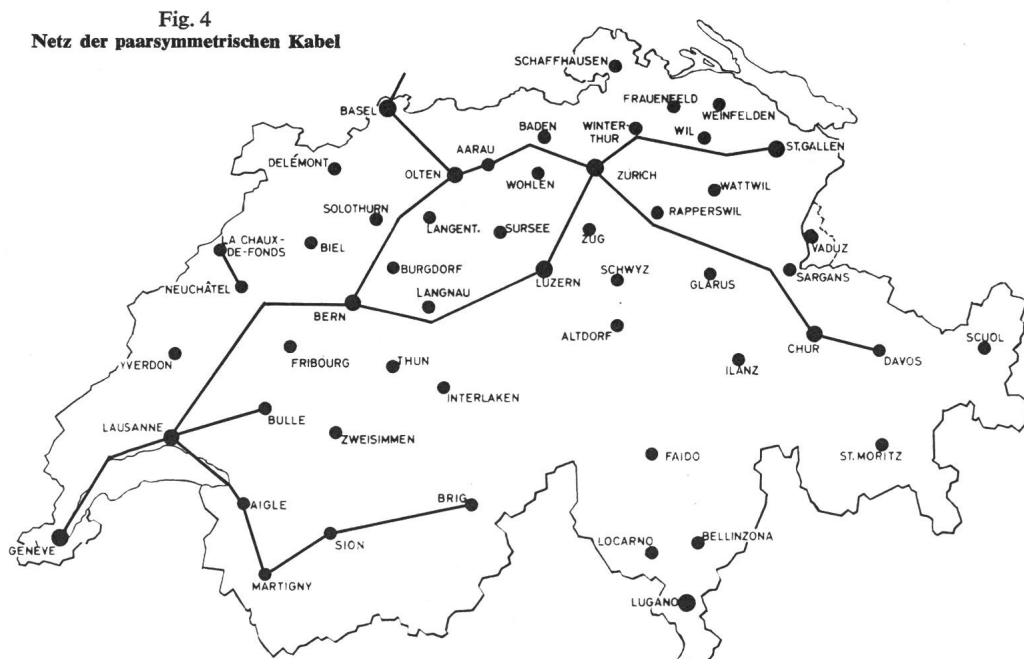 Fig. 4
Netz der paarsymmetrischen Kabel
SCHAFFHAUSEN
BASEL
FRAUENFELD
WEINFELDEN
BADEN
WINTER-
THUR
WIL
ST.GALLEN
DELÉMONT
AARAU
OLTEN
WOHLEN
ZURICH
WATTWIL
SOLOTHURN
LANGENT.
SURSEE
RAPPERSWIL
LA CHAUX-
DE-FONDS
BIEL
ZUG
VADUZ
NEUCHÂTEL
BURGDORF
LUZERN
SCHWYZ
GLARUS
SARGANS
BERN
LANGNAU
ALTDORF
YVERDON
FRIBOURG
THUN
ILANZ
CHUR
DAVOS
SCUOL
INTERLAKEN
LAUSANNE
BULLE
ZWEISIMMEN
FAIDO
ST.MORITZ
AIGLE
BRIG
GENÈVE
SION
LOCARNO
BELLINZONA
MARTIGNY
LUGANO